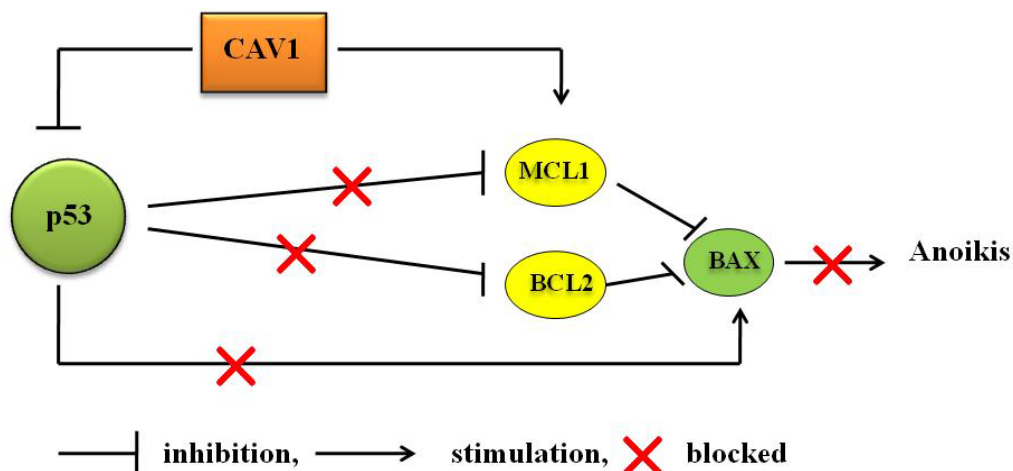 CAV1
p53
MCL1
BCL2
BAX
Anoikis
inhibition, stimulation, blocked